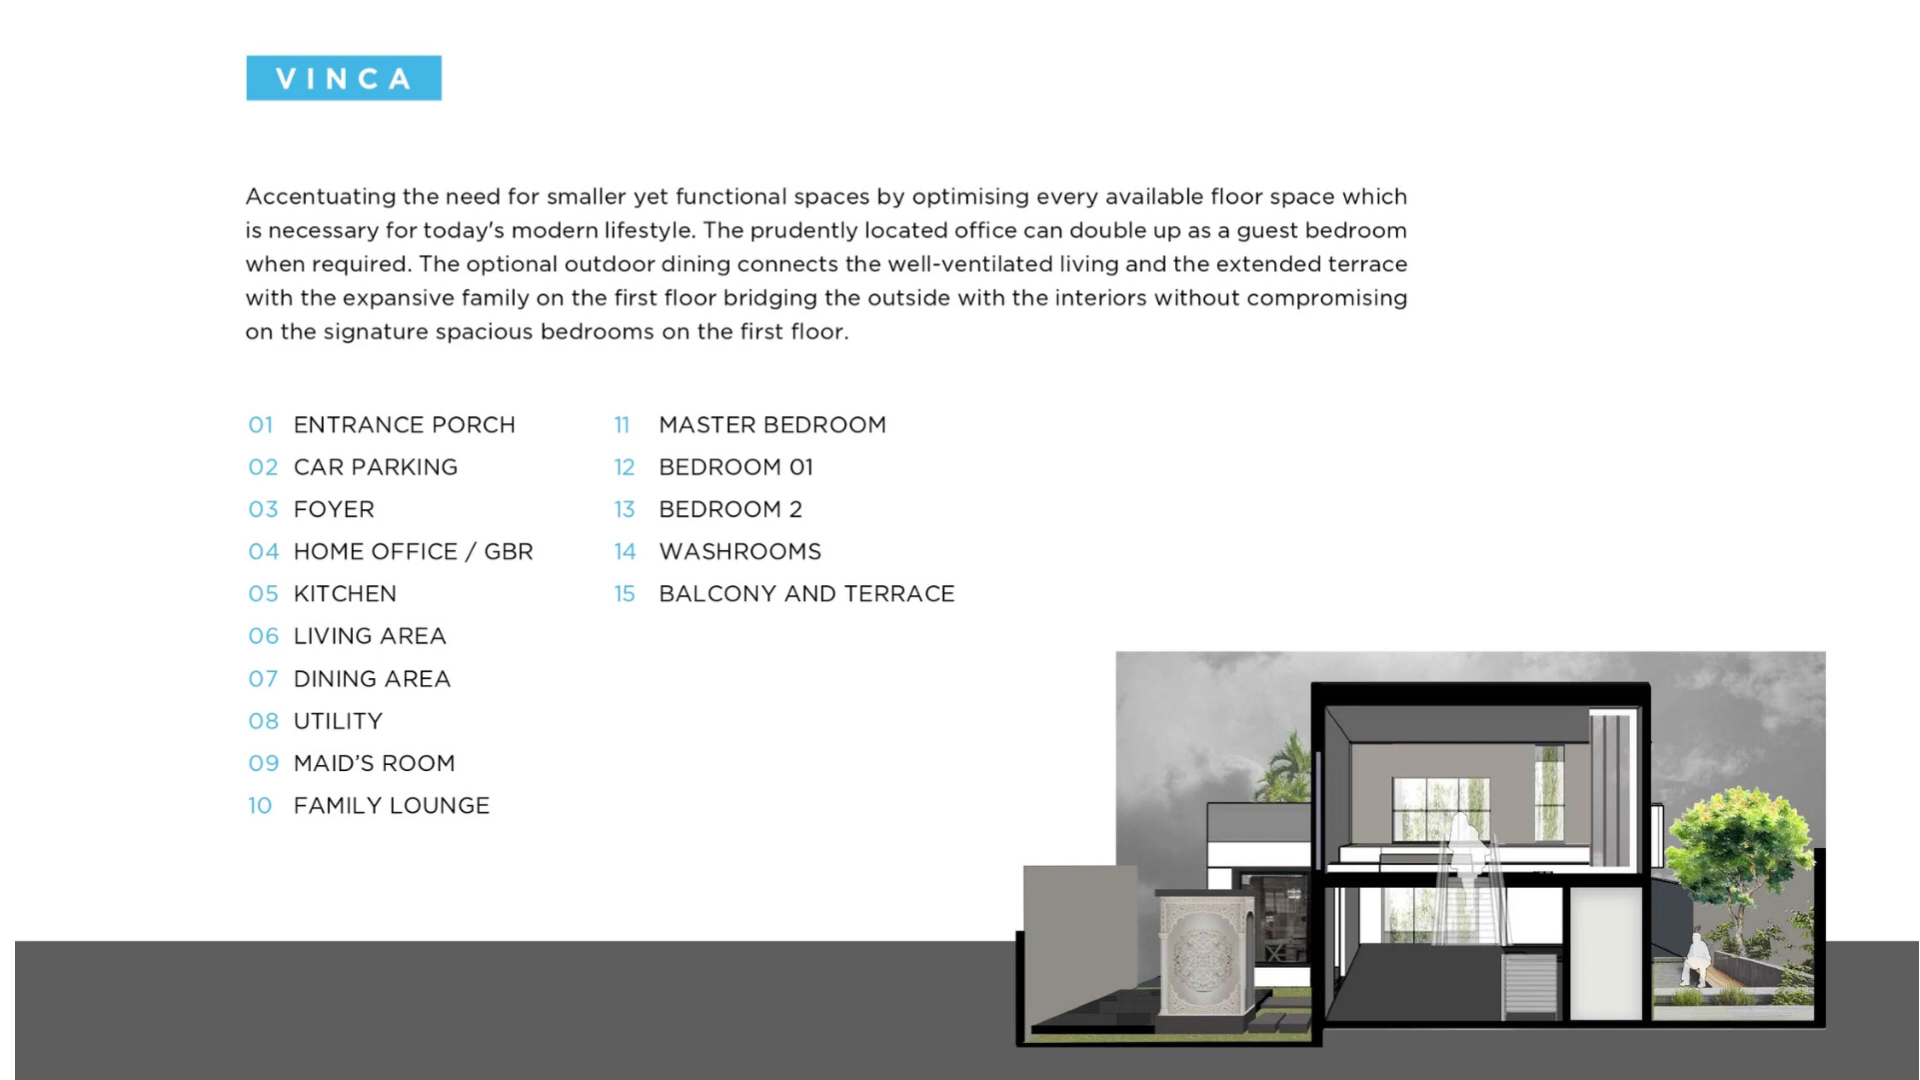 VINCA
Accentuating the need for smaller yet functional spaces by optimising every available floor space which
is necessary for today's modern lifestyle. The prudently located office can double up as a guest bedroom
when required. The optional outdoor dining connects the well-ventilated living and the extended terrace
with the expansive family on the first floor bridging the outside with the interiors without compromising
on the signature spacious bedrooms on the first floor.
01 ENTRANCE PORCH
02 CAR PARKING
03 FOYER
04 HOME OFFICE / GBR
05 KITCHEN
06 LIVING AREA
07 DINING AREA
08 UTILITY
09 MAID’S ROOM
10 FAMILY LOUNGE
11 MASTER BEDROOM
12 BEDROOM 01
13 BEDROOM 2
14 WASHROOMS
15 BALCONY AND TERRACE